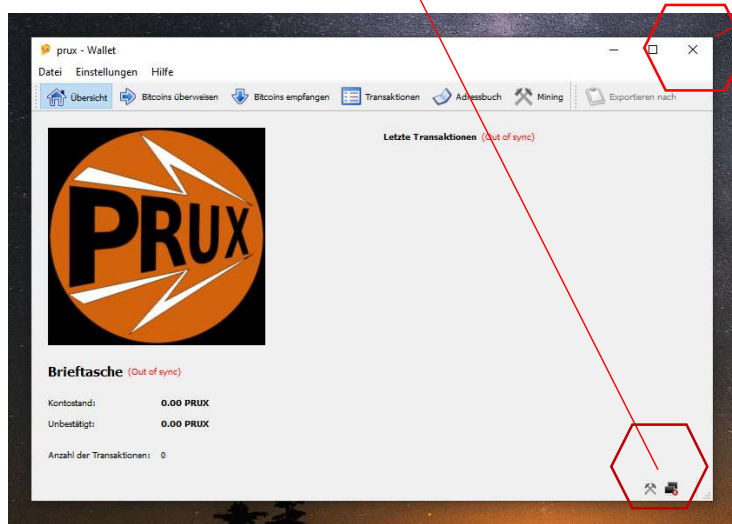 prux - Wallet
Datei Einstellungen Hilfe
Übersicht Bitcoins überweisen Bitcoins empfangen Transaktionen Adressbuch Mining Exportieren nach
Letzte Transaktionen (Out of sync)
PRUX
Brieftasche (Out of sync)
Kontostand: 0.00 PRUX
Unbestätigt: 0.00 PRUX
Anzahl der Transaktionen: 0